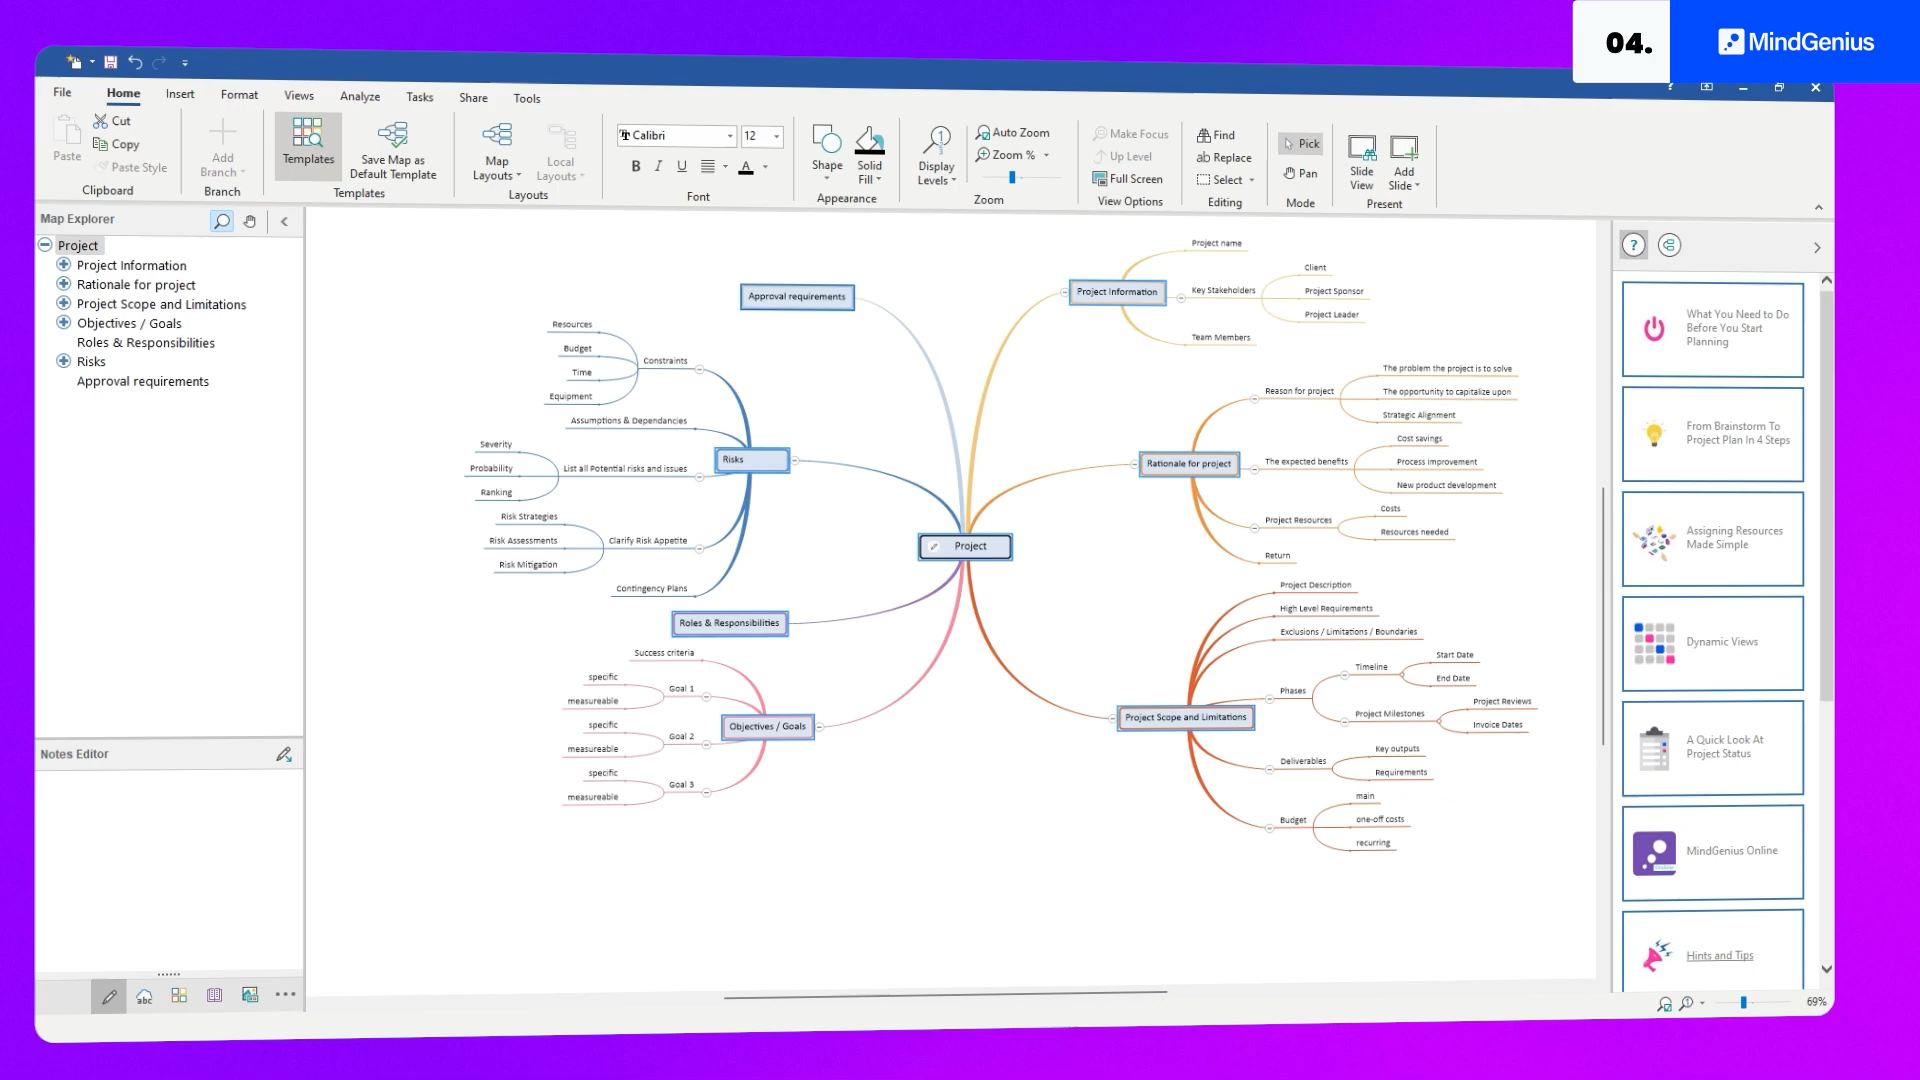 04.
MindGenius
File
Home
Insert
Format
Views
Analyze
Tasks
Share
Tools
?
Paste
Cut
Copy
Paste Style
Clipboard
Add
Branch
Branch
Templates
Save Map as
Default Template
Templates
Map
Layouts
Local
Layouts
Layouts
Calibri
12
B I U A
Font
Shape
Solid
Fill
Appearance
Display
Levels
Auto Zoom
Zoom %
Zoom
Make Focus
Up Level
Full Screen
View Options
Find
Replace
Select
Editing
Pick
Pan
Mode
Slide
View
Add
Slide
Present
Map Explorer
Project
Project Information
Rationale for project
Project Scope and Limitations
Objectives / Goals
Roles & Responsibilities
Risks
Approval requirements
Notes Editor
abc
Approval requirements
Resources
Budget
Time
Equipment
Constraints
Assumptions & Dependancies
Severity
Probability
Ranking
List all Potential risks and issues
Risks
Risk Strategies
Risk Assessments
Risk Mitigation
Clarify Risk Appetite
Contingency Plans
Roles & Responsibilities
Success criteria
specific
measureable
Goal 1
specific
measureable
Goal 2
specific
measureable
Goal 3
Objectives / Goals
Project
Project name
Project Information
Key Stakeholders
Client
Project Sponsor
Project Leader
Team Members
Rationale for project
Reason for project
The problem the project is to solve
The opportunity to capitalize upon
Strategic Alignment
The expected benefits
Cost savings
Process improvement
New product development
Project Resources
Costs
Resources needed
Return
Project Scope and Limitations
Project Description
High Level Requirements
Exclusions / Limitations / Boundaries
Phases
Timeline
Start Date
End Date
Project Milestones
Project Reviews
Invoice Dates
Deliverables
Key outputs
Requirements
Budget
main
one-off costs
recurring
?
What You Need to Do
Before You Start
Planning
From Brainstorm To
Project Plan In 4 Steps
Assigning Resources
Made Simple
Dynamic Views
A Quick Look At
Project Status
MindGenius Online
Hints and Tips
69%